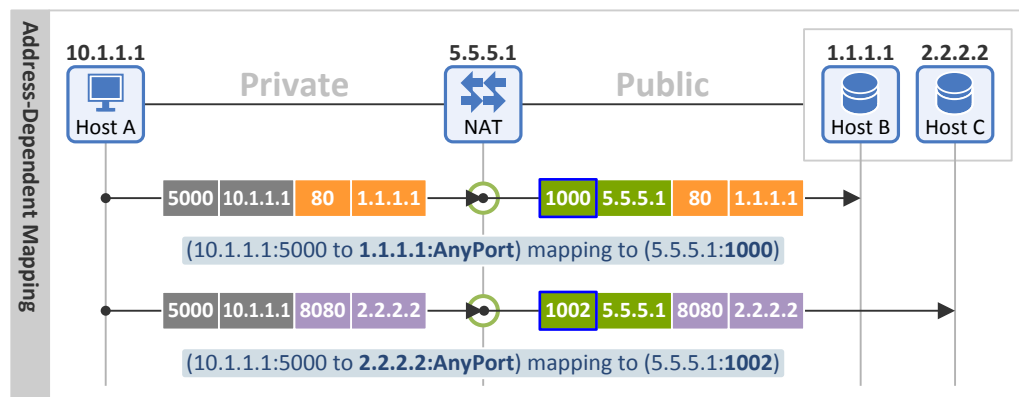 Address-Dependent Mapping
10.1.1.1 5.5.5.1 1.1.1.1 2.2.2.2
Private Public
Host A NAT Host B Host C
5000 10.1.1.1 80 1.1.1.1 1000 5.5.5.1 80 1.1.1.1
(10.1.1.1:5000 to 1.1.1.1:AnyPort) mapping to (5.5.5.1:1000)
5000 10.1.1.1 8080 2.2.2.2 1002 5.5.5.1 8080 2.2.2.2
(10.1.1.1:5000 to 2.2.2.2:AnyPort) mapping to (5.5.5.1:1002)